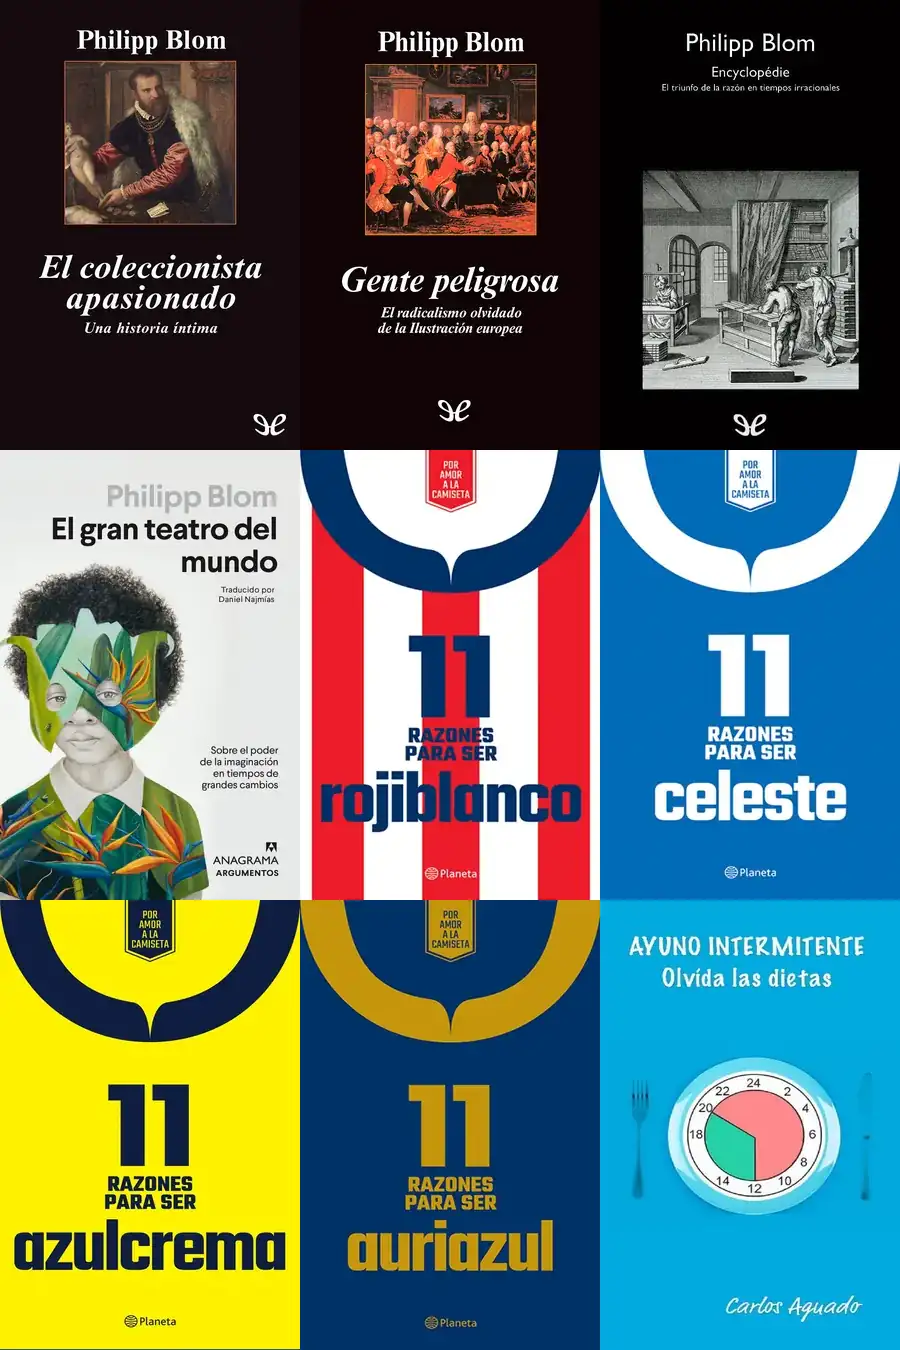 Philipp Blom
El coleccionista
apasionado
Una historia íntima
Philipp Blom
Gente peligrosa
El radicalismo olvidado
de la Ilustración europea
Philipp Blom
Encyclopédie
El triunfo de la razón en tiempos irracionales
Philipp Blom
El gran teatro del
mundo
Traducido por
Daniel Najmías
Sobre el poder
de la imaginación
en tiempos de
grandes cambios
ANAGRAMA
ARGUMENTOS
POR
AMOR
A LA
CAMISETA
11
RAZONES
PARA SER
rojiblanco
Planeta
POR
AMOR
A LA
CAMISETA
11
RAZONES
PARA SER
celeste
Planeta
POR
AMOR
A LA
CAMISETA
11
RAZONES
PARA SER
azulcrema
Planeta
POR
AMOR
A LA
CAMISETA
11
RAZONES
PARA SER
auriazul
Planeta
AYUNO INTERMITENTE
Olvida las dietas
24
22
2
20
4
18
6
8
14
10
12
Carlos Aguado